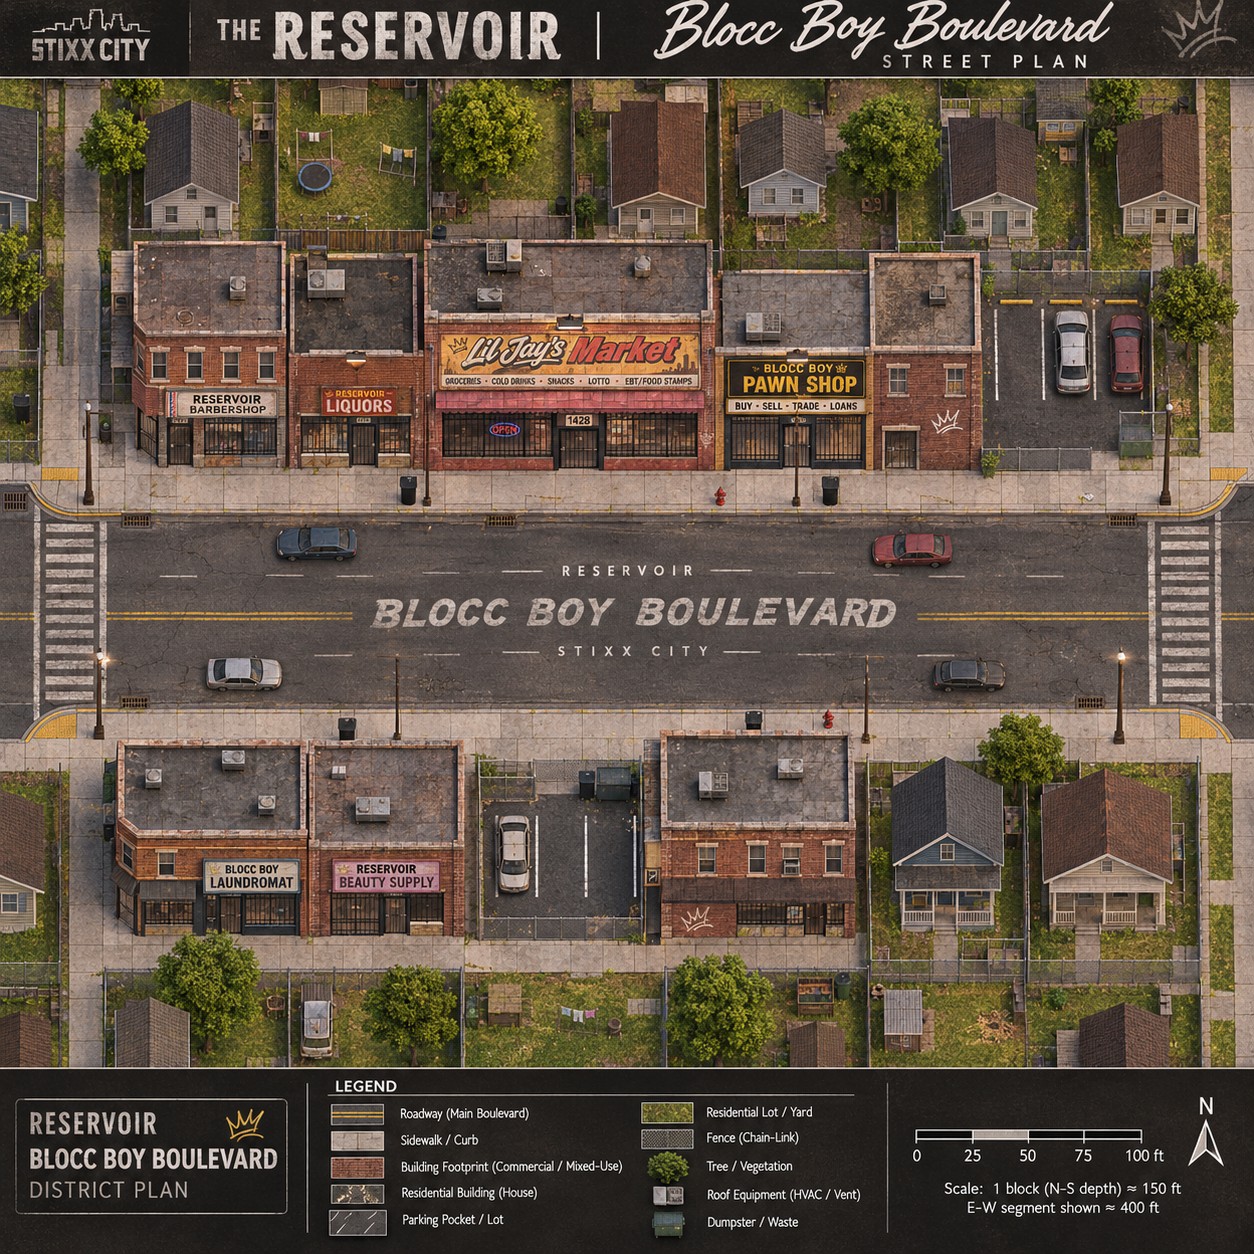 STIXX CITY
THE RESERVOIR
Blocc Boy Boulevard
STREET PLAN
RESERVOIR
BARBERSHOP
RESERVOIR
LIQUORS
Lil Jay's Market
GROCERIES • COLD DRINKS • SNACKS • LOTTO • EBT/FOOD STAMPS
OPEN
1428
BLOCC BOY
PAWN SHOP
BUY • SELL • TRADE • LOANS
RESERVOIR
BLOCC BOY BOULEVARD
STIXX CITY
BLOCC BOY
LAUNDROMAT
RESERVOIR
BEAUTY SUPPLY
RESERVOIR
BLOCC BOY BOULEVARD
DISTRICT PLAN
LEGEND
Roadway (Main Boulevard)
Sidewalk / Curb
Building Footprint (Commercial / Mixed-Use)
Residential Building (House)
Parking Pocket / Lot
Residential Lot / Yard
Fence (Chain-Link)
Tree / Vegetation
Roof Equipment (HVAC / Vent)
Dumpster / Waste
0 25 50 75 100 ft
Scale: 1 block (N-S depth) ≈ 150 ft
E-W segment shown ≈ 400 ft
N